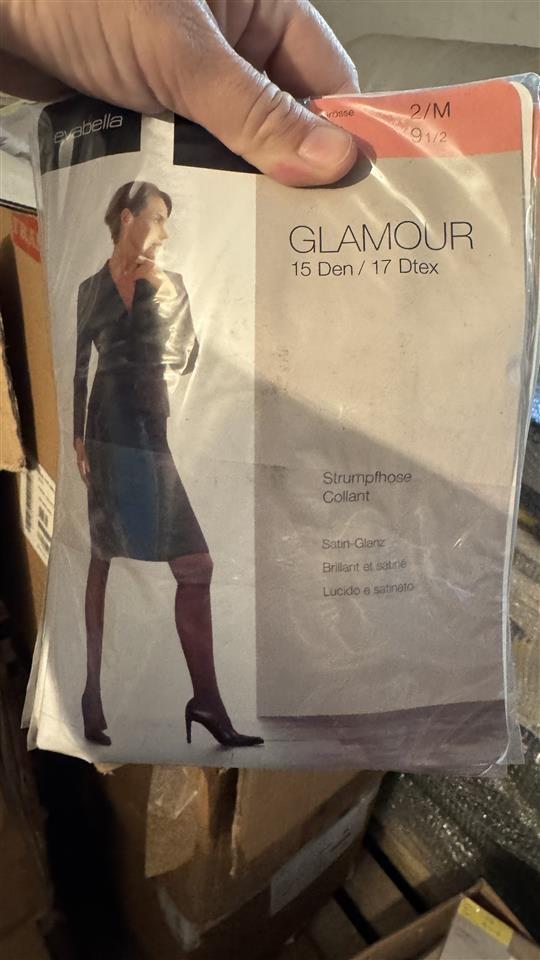 evabella
2/M
9 1/2
GLAMOUR
15 Den / 17 Dtex
Strumpfhose
Collant
Satin-Glanz
Brillant et satiné
Lucido e satinato